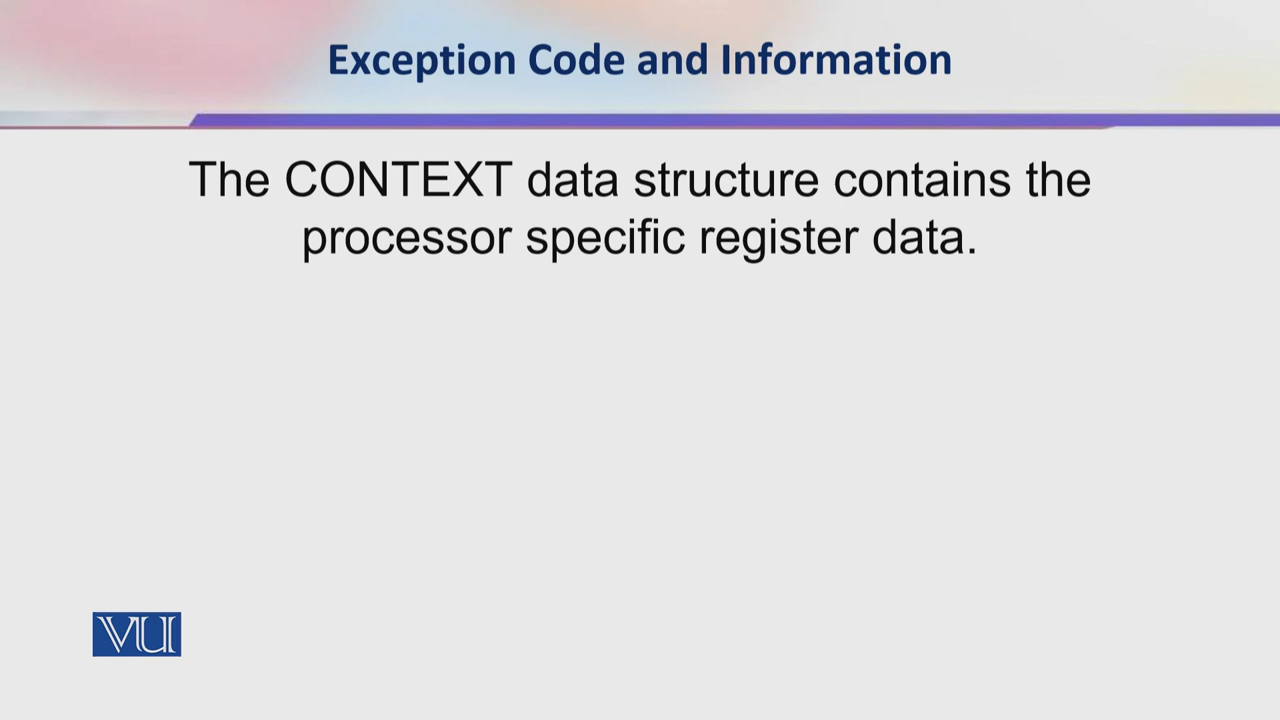 Exception Code and Information
The CONTEXT data structure contains the
processor specific register data.
VU